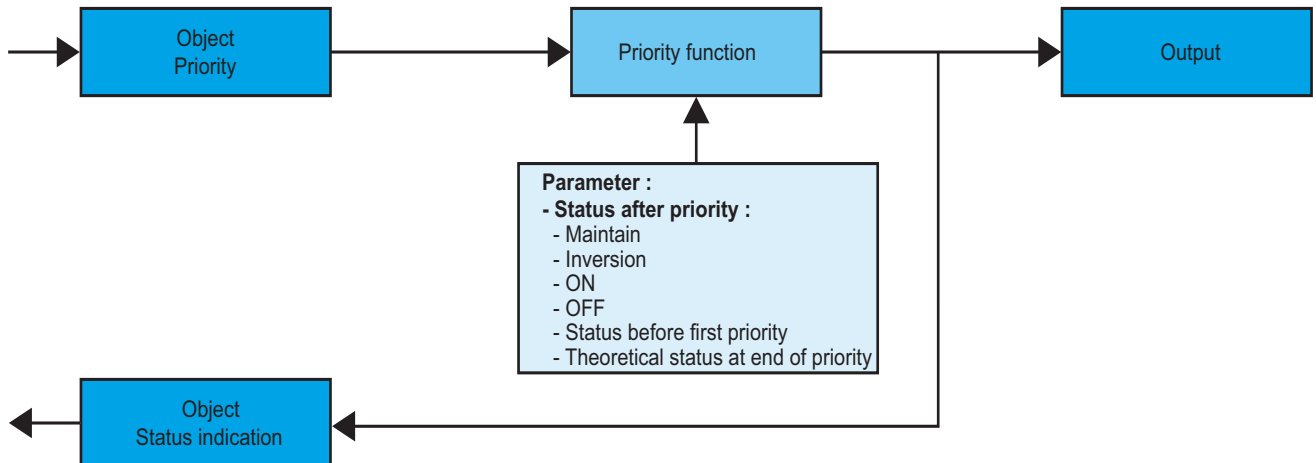 Object
Priority
Priority function
Output
Parameter :
- Status after priority :
- Maintain
- Inversion
- ON
- OFF
- Status before first priority
- Theoretical status at end of priority
Object
Status indication